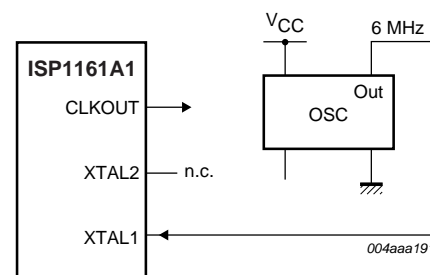 VCC
6 MHz
ISP1161A1
Out
CLKOUT
OSC
XTAL2
n.c.
XTAL1
004aaa19